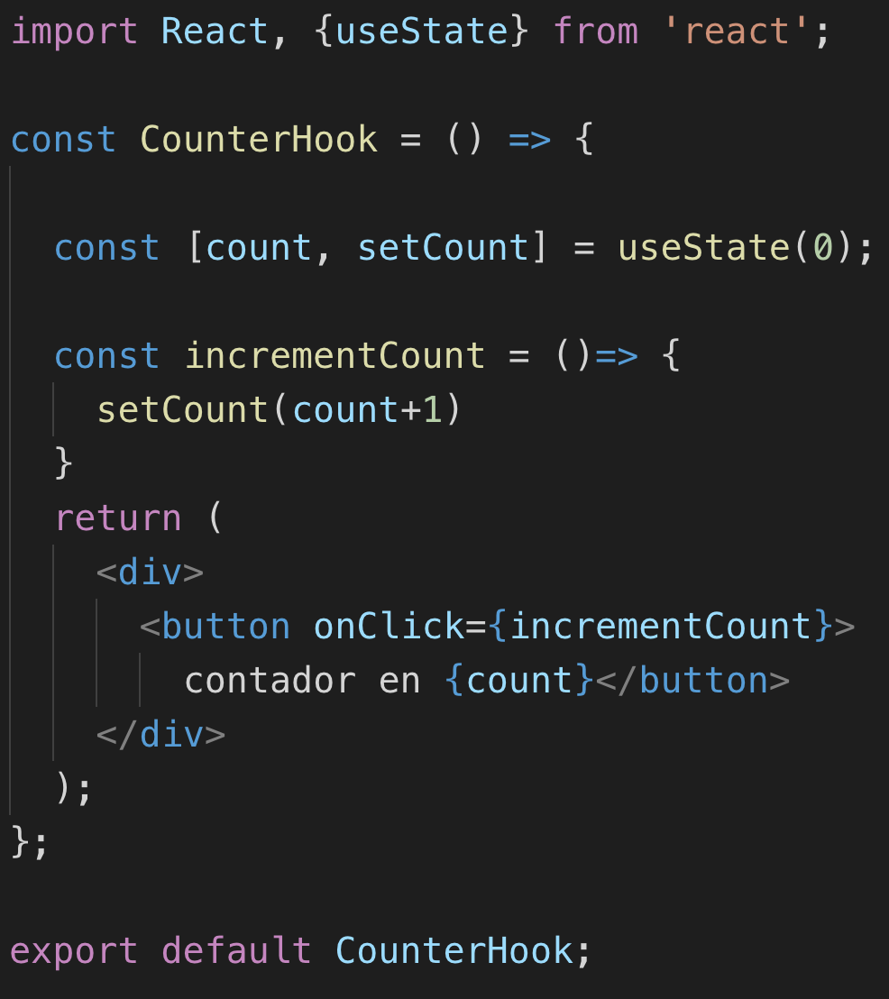 import React, {useState} from 'react';
const CounterHook = () => {
const [count, setCount] = useState(0);
const incrementCount = ()=> {
setCount(count+1)
}
return (
<div>
<button onClick={incrementCount}>
contador en {count}</button>
</div>
);
};
export default CounterHook;